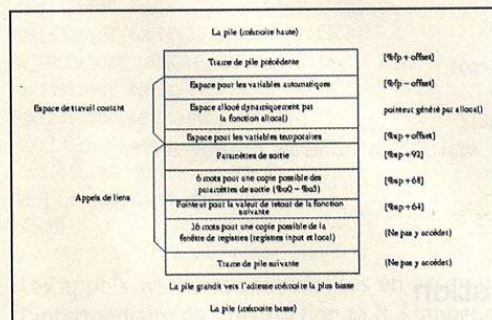 La pile (mémoire haute)
Trame de pile précédente
[%fp + offset]
Espace pour les variables automatiques
[%fp – offset]
Espace de travail courant
Espace alloué dynamiquement par
la fonction alloca()
pointeur généré par alloca()
Espace pour les variables temporaires
[%sp + offset]
Paramètres de sortie
[%sp + 92]
6 mots pour une copie possible des
paramètres de sortie (%o0 – %o5)
[%sp + 68]
Appels de liens
Pointeur pour la valeur de retour de la fonction
suivante
[%sp + 64]
16 mots pour une copie possible de la
fenêtre de registres (registres input et local)
(Ne pas y accéder)
Trame de pile suivante
(Ne pas y accéder)
La pile grandit vers l'adresse mémoire la plus basse
La pile (mémoire basse)